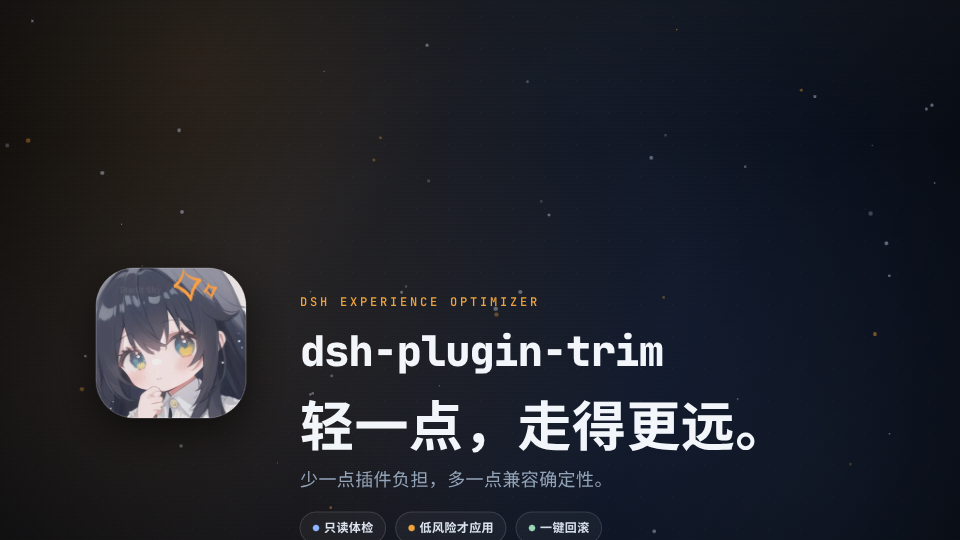 DSH EXPERIENCE OPTIMIZER
dsh-plugin-trim
轻一点，走得更远。
少一点插件负担，多一点兼容确定性。
只读体检 低风险才应用 一键回滚